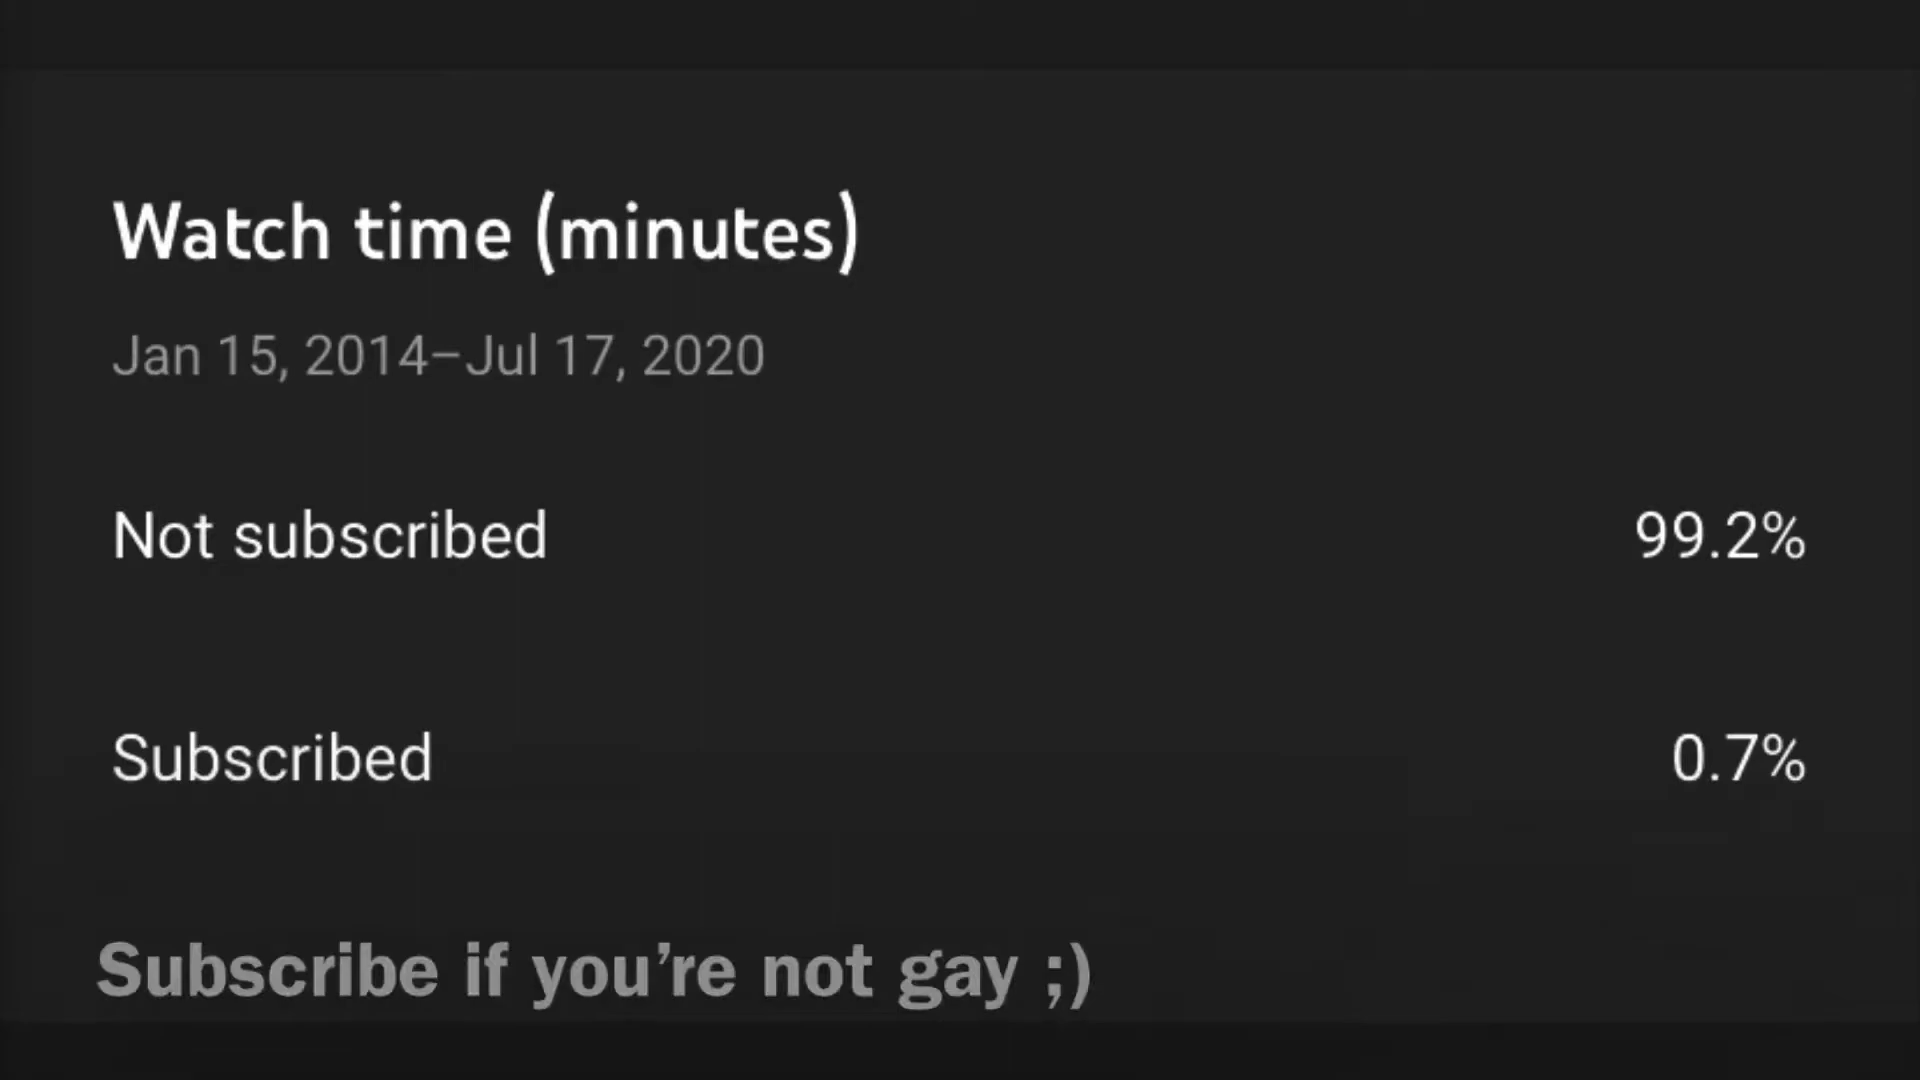 Watch time (minutes)
Jan 15, 2014–Jul 17, 2020
Not subscribed 99.2%
Subscribed 0.7%
Subscribe if you’re not gay ;)